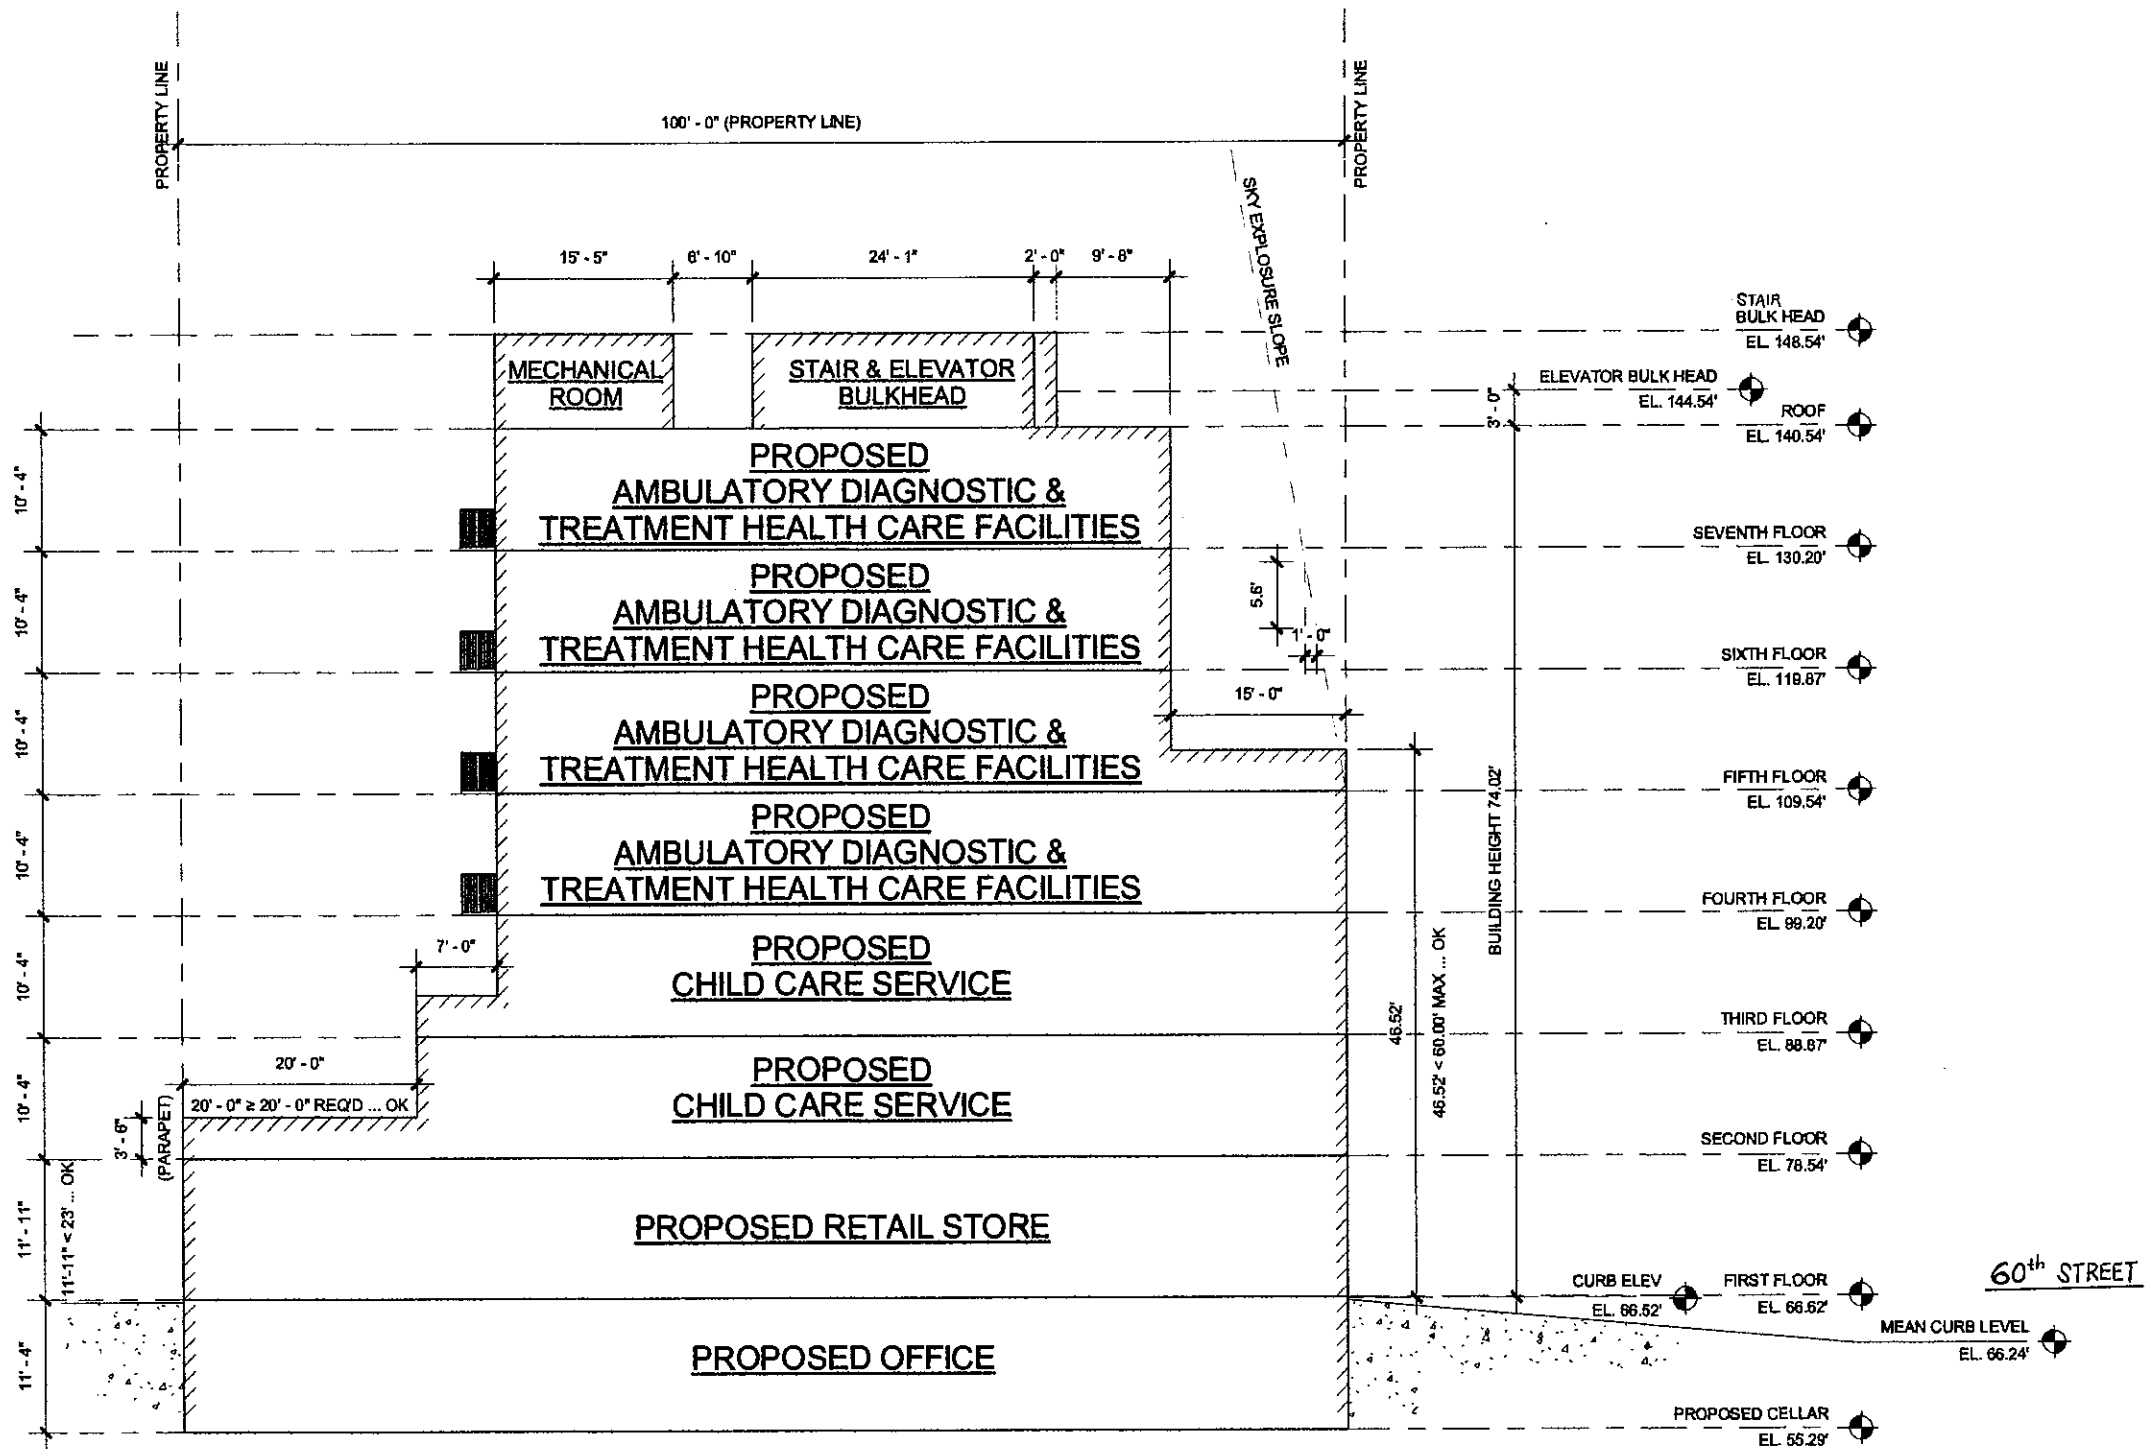 PROPERTY LINE
PROPERTY LINE
100' - 0" (PROPERTY LINE)
SKY EXPLOSURE SLOPE
15' - 5"
6' - 10"
24' - 1"
2' - 0"
9' - 8"
STAIR
BULK HEAD
EL. 148.54'
ELEVATOR BULK HEAD
EL. 144.54'
3' - 0"
ROOF
EL. 140.54'
MECHANICAL
ROOM
STAIR & ELEVATOR
BULKHEAD
10' - 4"
PROPOSED
AMBULATORY DIAGNOSTIC &
TREATMENT HEALTH CARE FACILITIES
SEVENTH FLOOR
EL. 130.20'
10' - 4"
PROPOSED
AMBULATORY DIAGNOSTIC &
TREATMENT HEALTH CARE FACILITIES
5.6'
1' - 0"
SIXTH FLOOR
EL. 119.87'
10' - 4"
PROPOSED
AMBULATORY DIAGNOSTIC &
TREATMENT HEALTH CARE FACILITIES
15' - 0"
FIFTH FLOOR
EL. 109.54'
10' - 4"
PROPOSED
AMBULATORY DIAGNOSTIC &
TREATMENT HEALTH CARE FACILITIES
BUILDING HEIGHT 74.02'
FOURTH FLOOR
EL. 99.20'
10' - 4"
7' - 0"
PROPOSED
CHILD CARE SERVICE
46.52'
46.52' < 60.00' MAX ... OK
THIRD FLOOR
EL. 88.87'
10' - 4"
20' - 0"
20' - 0" ≥ 20' - 0" REQ'D ... OK
3' - 6"
(PARAPET)
PROPOSED
CHILD CARE SERVICE
SECOND FLOOR
EL. 78.54'
11' - 11"
11'-11" < 23' ... OK
PROPOSED RETAIL STORE
CURB ELEV
EL. 66.52'
FIRST FLOOR
EL. 66.62'
60th STREET
MEAN CURB LEVEL
EL. 66.24'
11' - 4"
PROPOSED OFFICE
PROPOSED CELLAR
EL. 55.29'